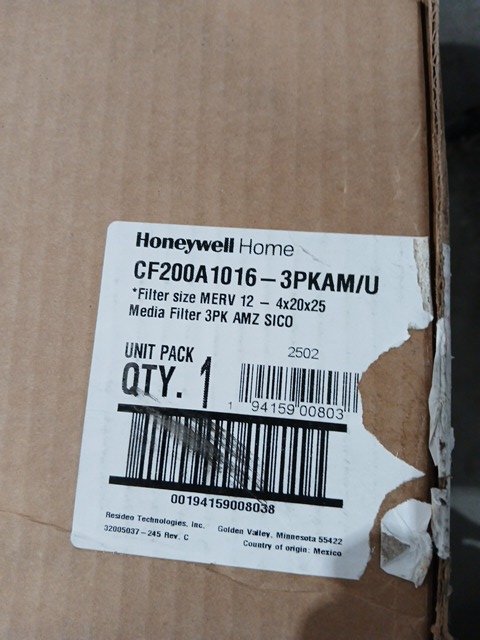 Honeywell Home
CF200A1016-3PKAM/U
*Filter size MERV 12 - 4x20x25
Media Filter 3PK AMZ SICO
UNIT PACK
QTY. 1
2502
1 94159 00803
00194159008038
Resideo Technologies, Inc. Golden Valley, Minnesota 55422
32005037-245 Rev. C Country of origin: Mexico